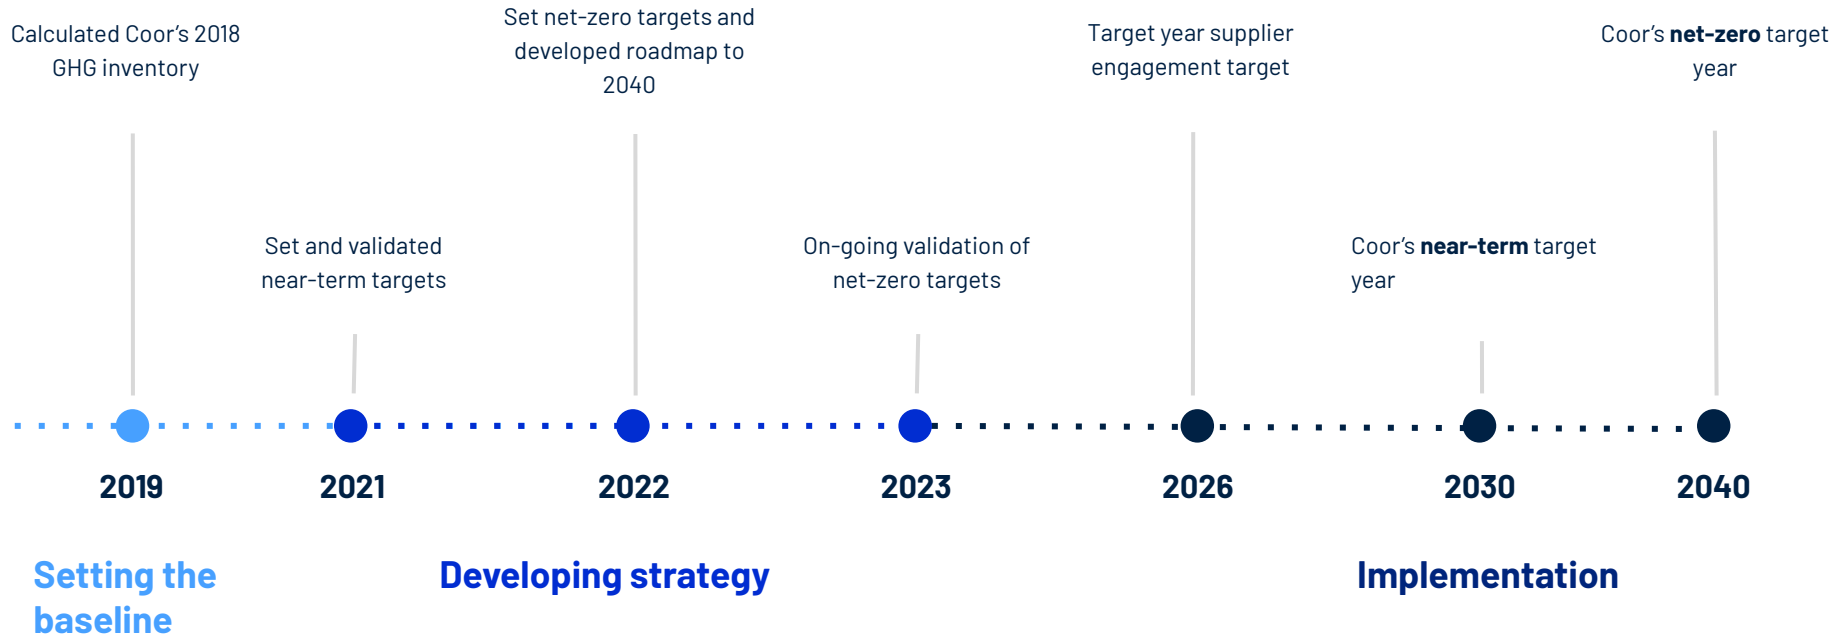 Calculated Coor's 2018
GHG inventory
Set net-zero targets and
developed roadmap to
2040
Target year supplier
engagement target
Coor's net-zero target
year
Set and validated
near-term targets
On-going validation of
net-zero targets
Coor's near-term target
year
2019
2021
2022
2023
2026
2030
2040
Setting the
baseline
Developing strategy
Implementation